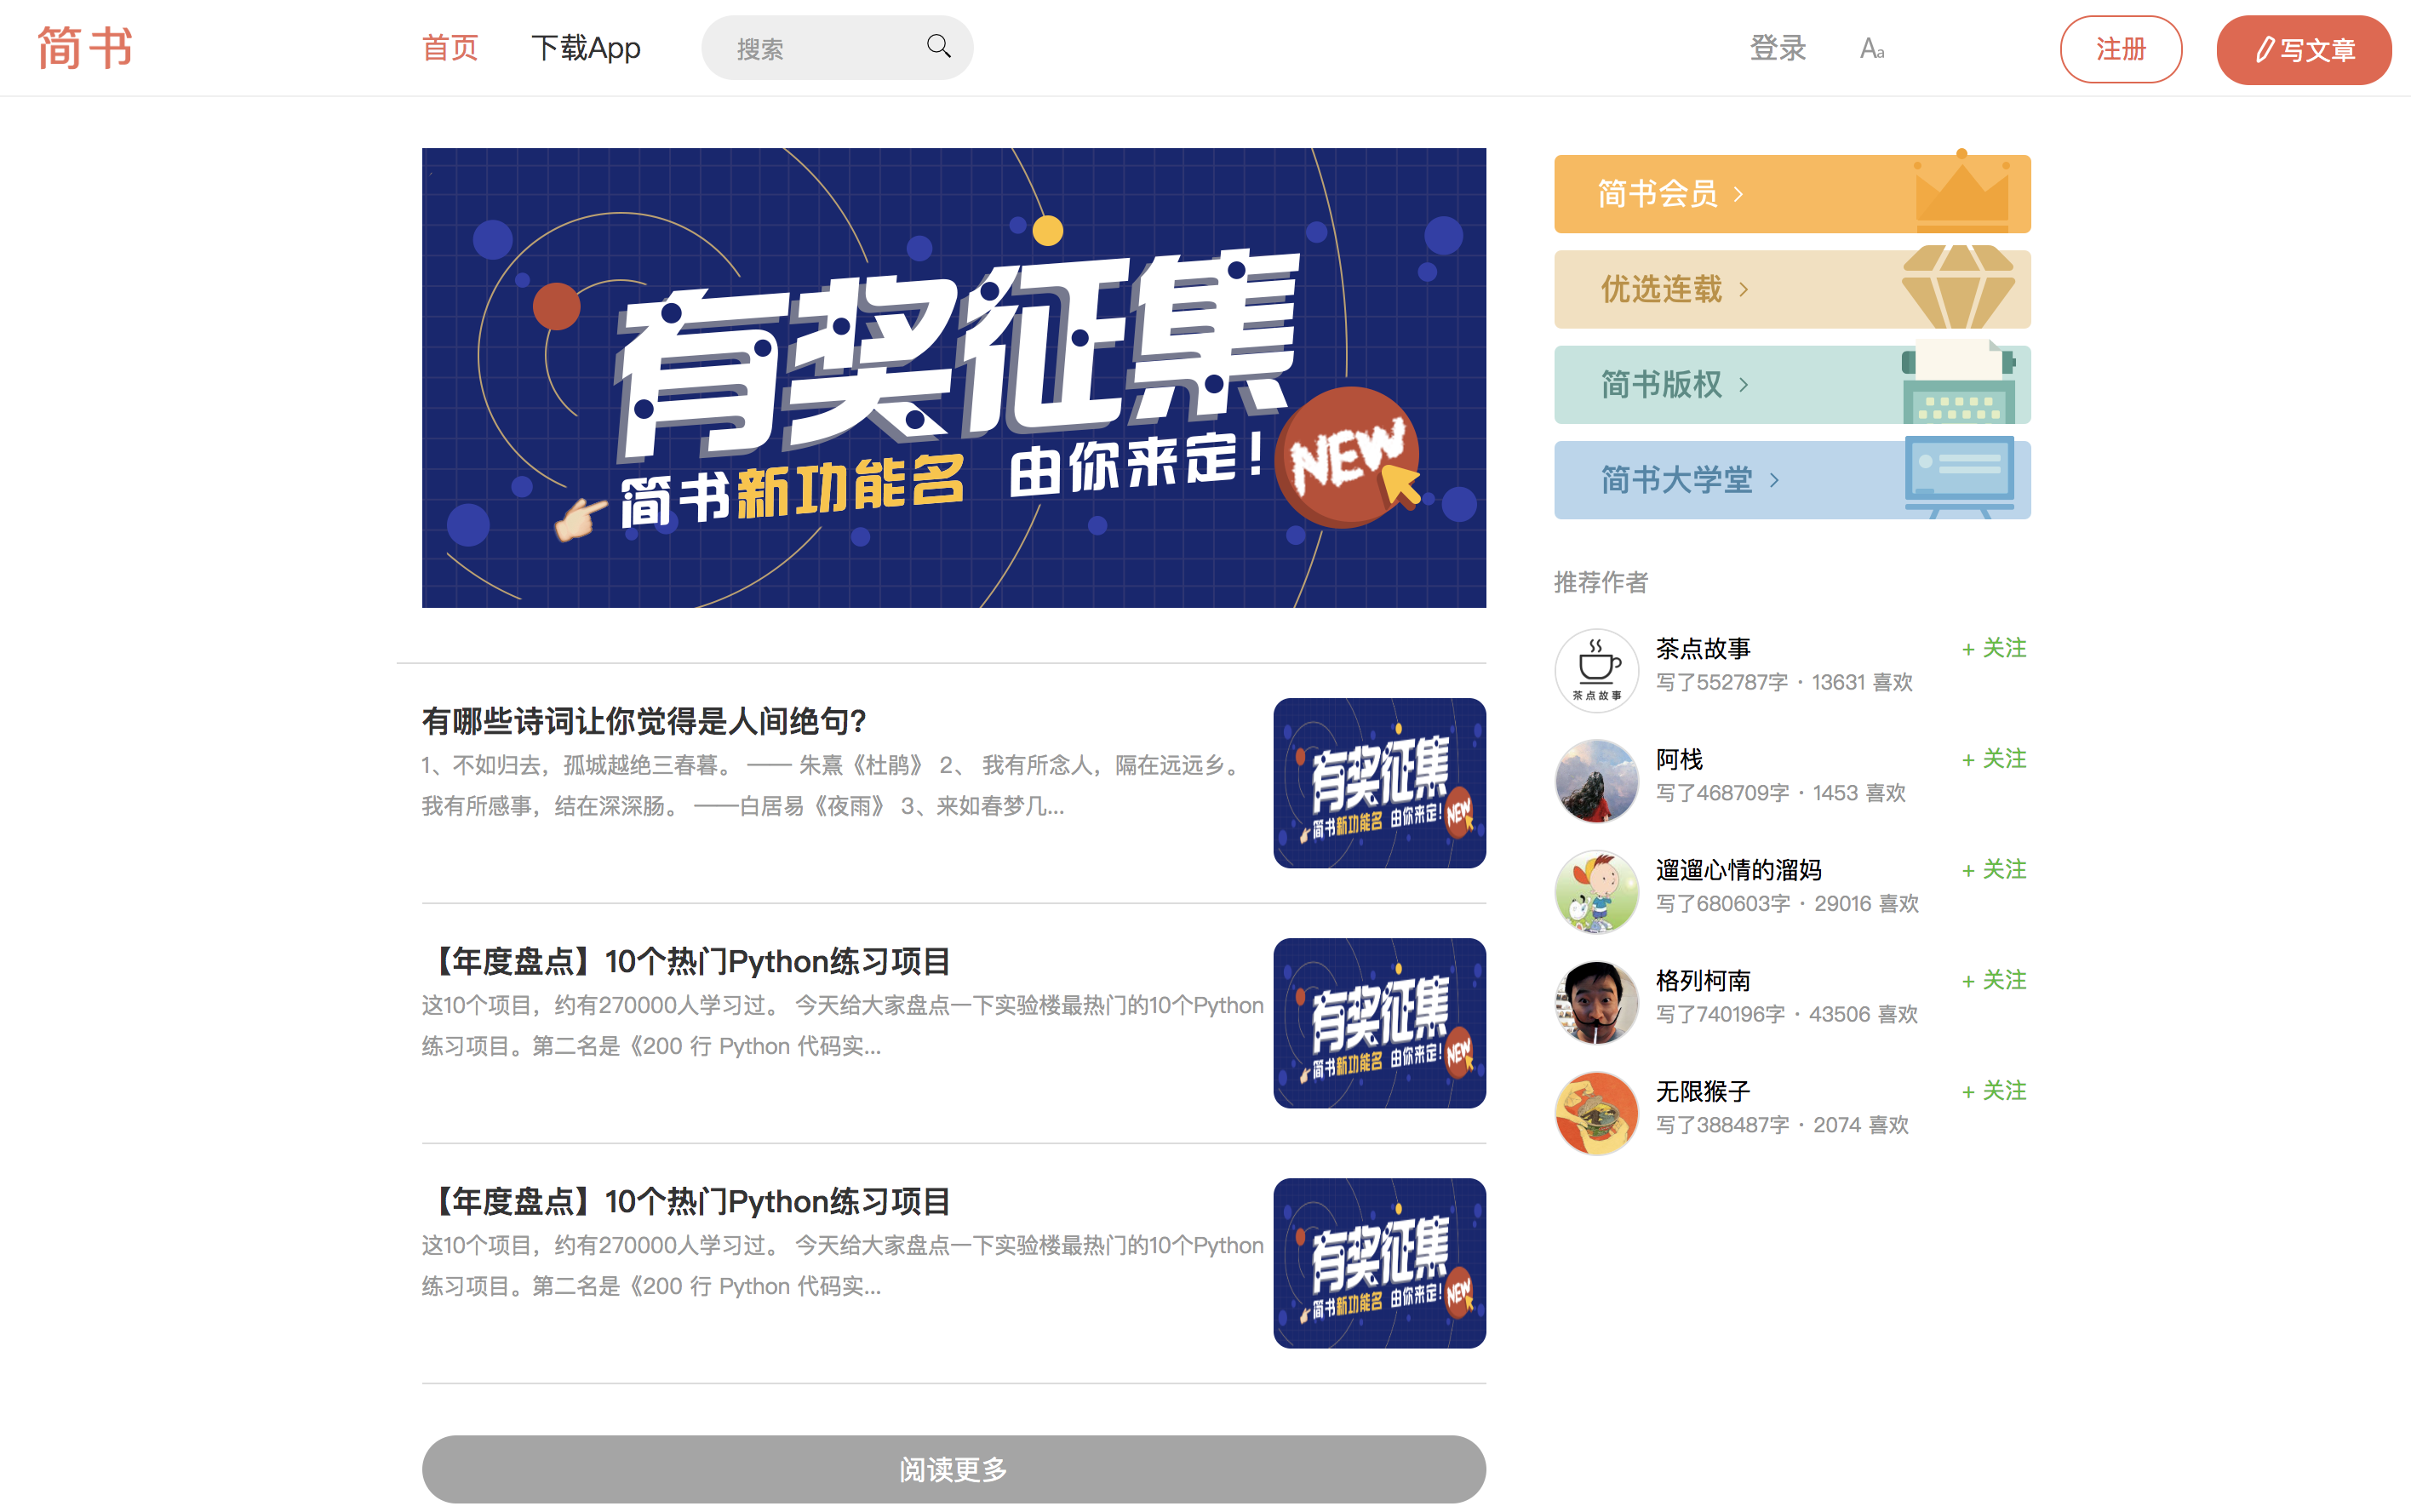 简书
首页
下载App
搜索
登录
Aa
注册
写文章
有奖征集
简书新功能名 由你来定!
NEW
简书会员
优选连载
简书版权
简书大学堂
推荐作者
茶点故事
茶点故事
写了552787字 · 13631 喜欢
+ 关注
阿栈
写了468709字 · 1453 喜欢
+ 关注
遛遛心情的溜妈
写了680603字 · 29016 喜欢
+ 关注
格列柯南
写了740196字 · 43506 喜欢
+ 关注
无限猴子
写了388487字 · 2074 喜欢
+ 关注
有哪些诗词让你觉得是人间绝句?
1、不如归去，孤城越绝三春暮。 —— 朱熹《杜鹃》 2、 我有所念人，隔在远远乡。
我有所感事，结在深深肠。 ——白居易《夜雨》 3、来如春梦几...
有奖征集
简书新功能名 由你来定!
NEW
【年度盘点】10个热门Python练习项目
这10个项目，约有270000人学习过。 今天给大家盘点一下实验楼最热门的10个Python
练习项目。第二名是《200 行 Python 代码实...
有奖征集
简书新功能名 由你来定!
NEW
【年度盘点】10个热门Python练习项目
这10个项目，约有270000人学习过。 今天给大家盘点一下实验楼最热门的10个Python
练习项目。第二名是《200 行 Python 代码实...
有奖征集
简书新功能名 由你来定!
NEW
阅读更多